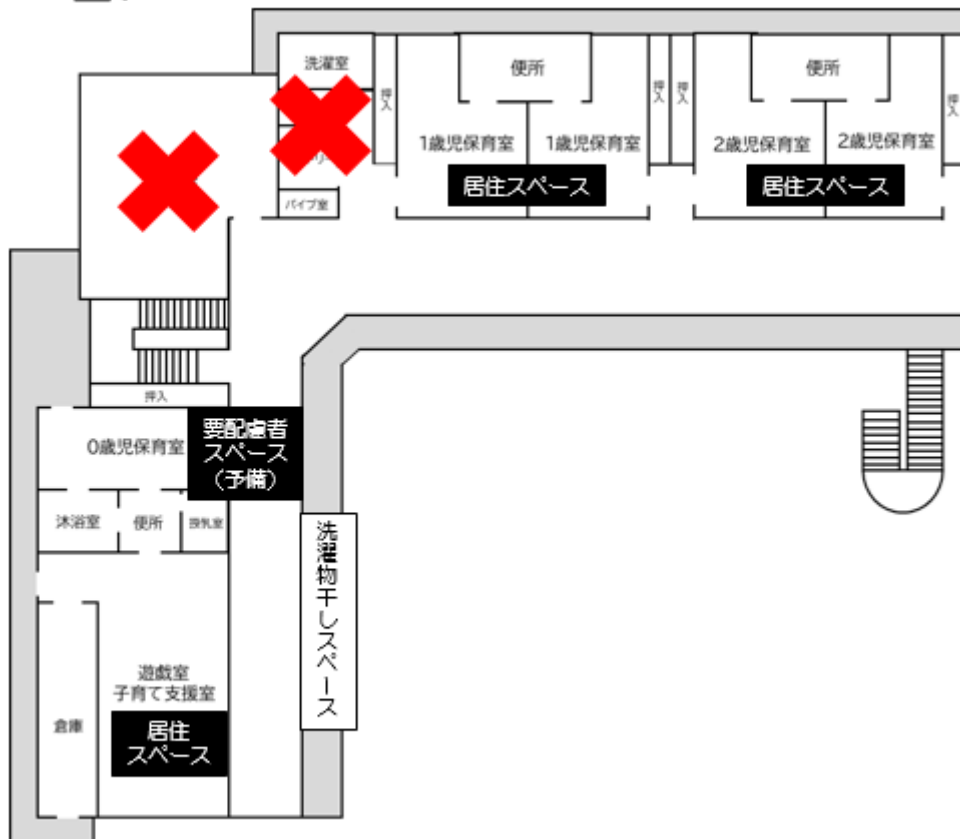 洗濯室
便所
便所
押入
押入
押入
押入
1歳児保育室
1歳児保育室
2歳児保育室
2歳児保育室
居住スペース
居住スペース
パイプ室
押入
0歳児保育室
要配慮者
スペース
(予備)
沐浴室
便所
授乳室
洗濯物干しスペース
遊戯室
子育て支援室
倉庫
居住
スペース